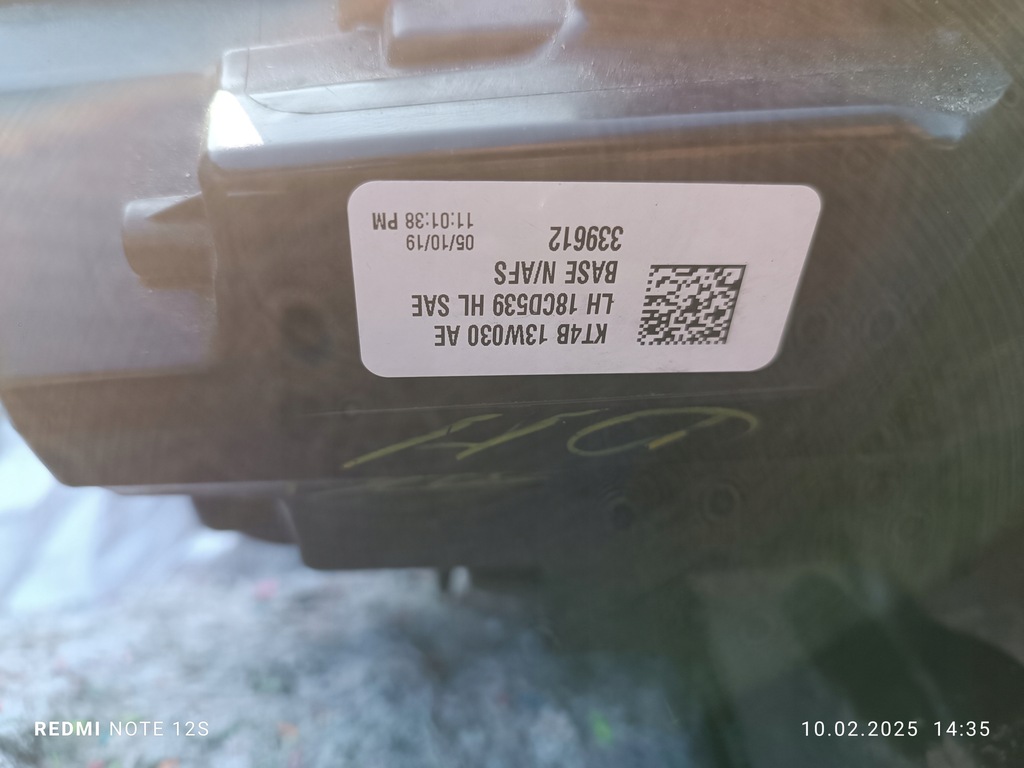 KT4B 13W030 AE
LH 18CD539 HL SAE
BASE N/AFS
339612
05/10/19
11:01:38 PM
REDMI NOTE 12S
10.02.2025 14:35